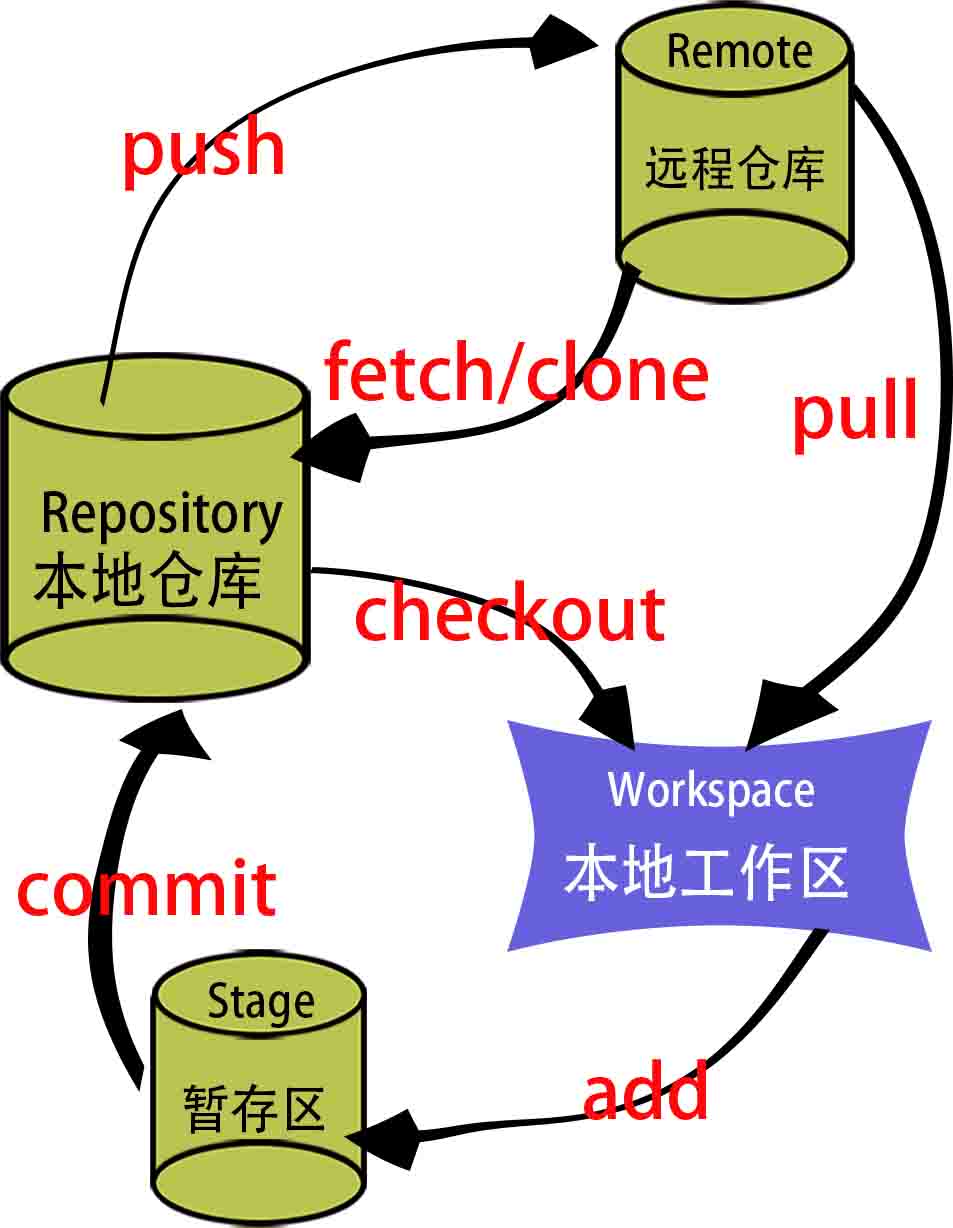 Remote
远程仓库
push
fetch/clone
pull
Repository
本地仓库
checkout
Workspace
本地工作区
commit
Stage
暂存区
add